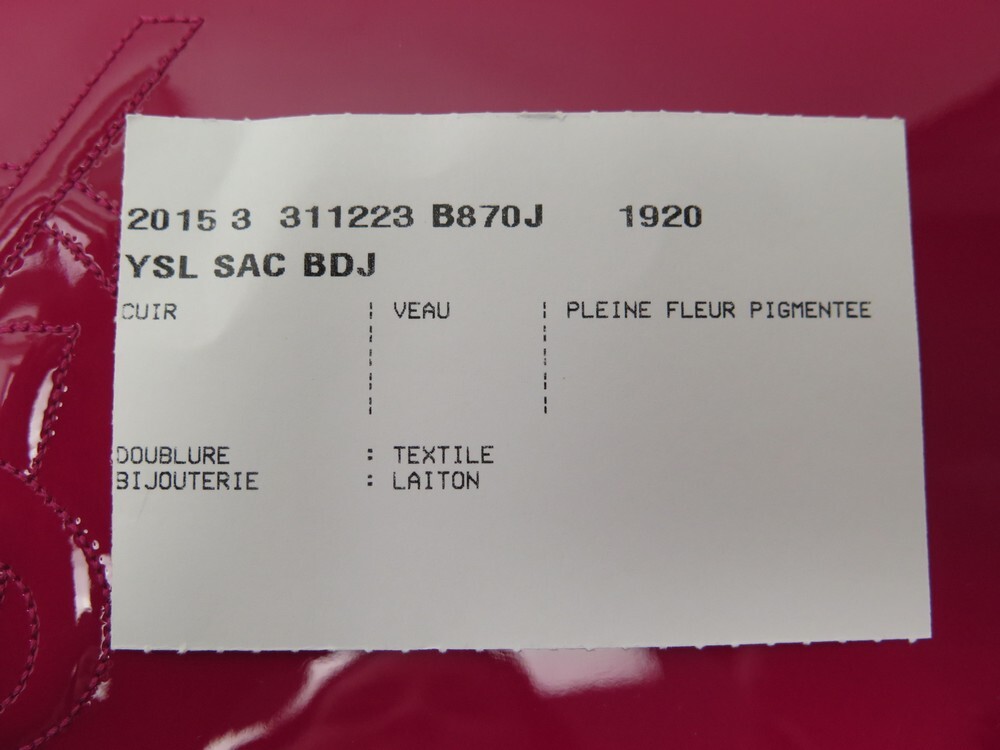 2015 3 311223 B870J 1920
YSL SAC BDJ
CUIR ¦ VEAU ¦ PLEINE FLEUR PIGMENTEE
DOUBLURE : TEXTILE
BIJOUTERIE : LAITON